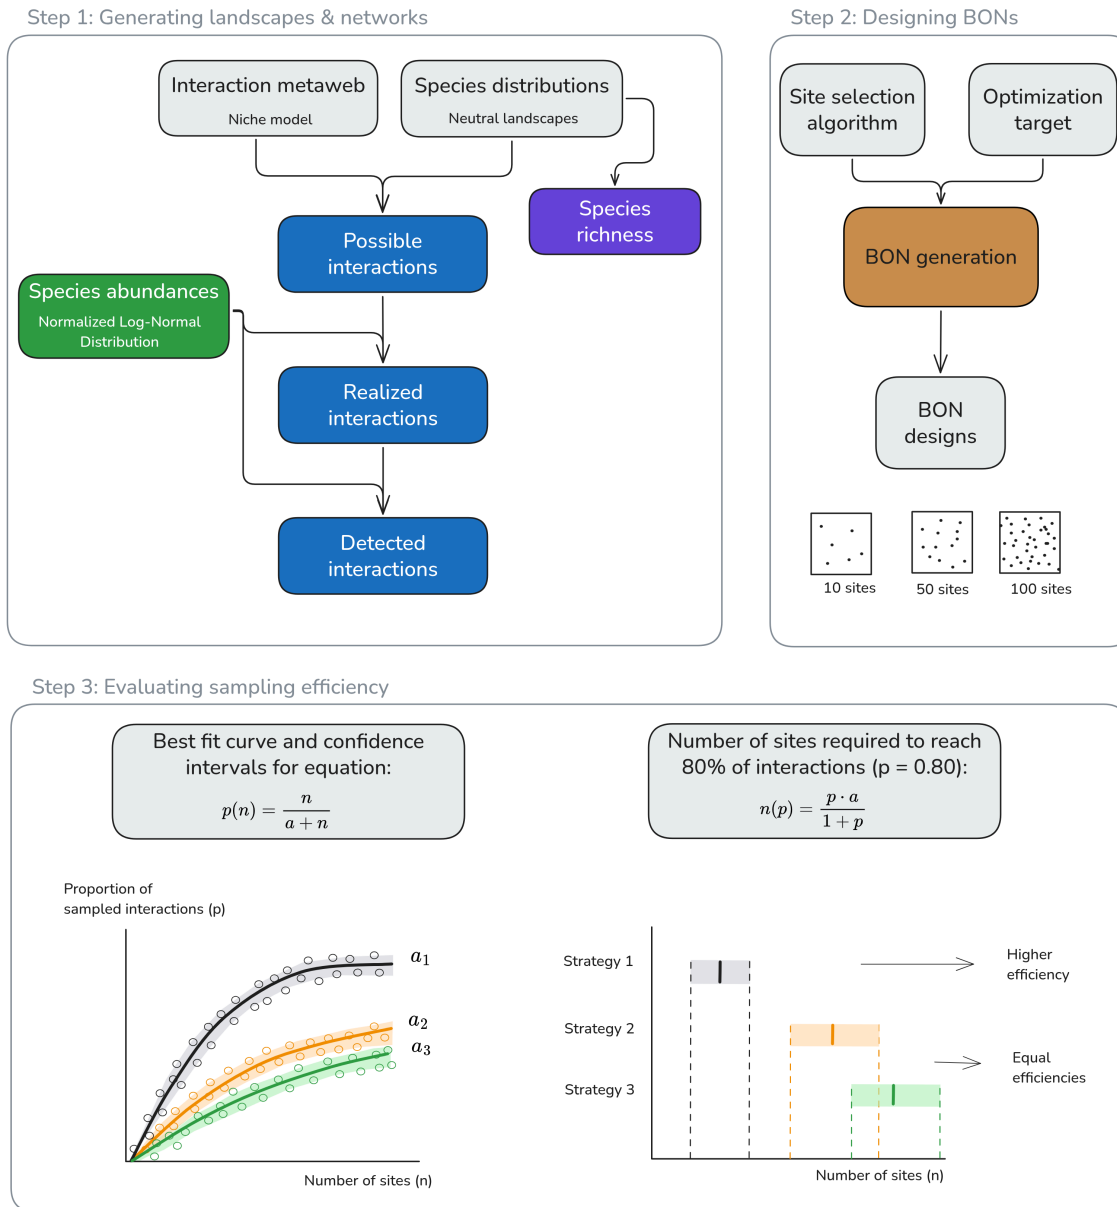 Step 1: Generating landscapes & networks
Interaction metaweb
Niche model
Species distributions
Neutral landscapes
Species
richness
Possible
interactions
Species abundances
Normalized Log-Normal
Distribution
Realized
interactions
Detected
interactions
Step 2: Designing BONs
Site selection
algorithm
Optimization
target
BON generation
BON
designs
10 sites
50 sites
100 sites
Step 3: Evaluating sampling efficiency
Best fit curve and confidence
intervals for equation:
p(n) = n / (a + n)
Number of sites required to reach
80% of interactions (p = 0.80):
n(p) = p · a / (1 + p)
Proportion of
sampled interactions (p)
a₁
a₂
a₃
Number of sites (n)
Strategy 1
Strategy 2
Strategy 3
Higher
efficiency
Equal
efficiencies
Number of sites (n)